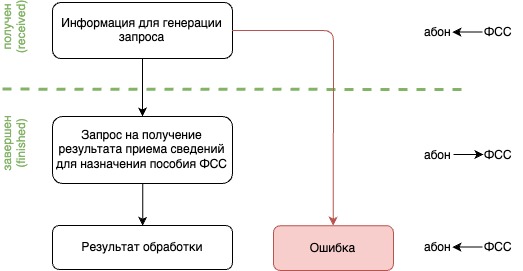 получен
(received)
Информация для генерации
запроса
абон ФСС
завершен
(finished)
Запрос на получение
результата приема сведений
для назначения пособия ФСС
абон ФСС
Результат обработки
Ошибка
абон ФСС